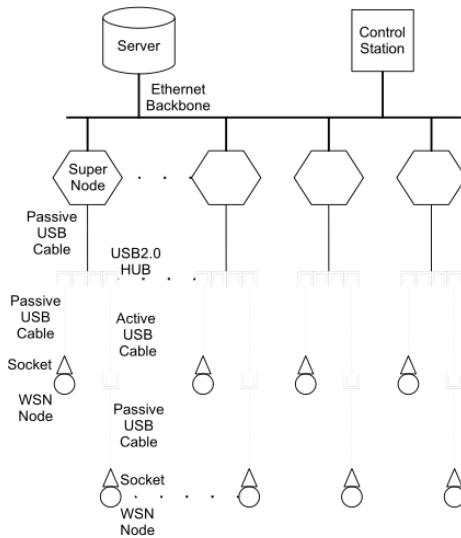 Server
Control
Station
Ethernet
Backbone
Super
Node
Passive
USB
Cable
USB2.0
HUB
Passive
USB
Cable
Active
USB
Cable
Socket
WSN
Node
Passive
USB
Cable
Socket
WSN
Node